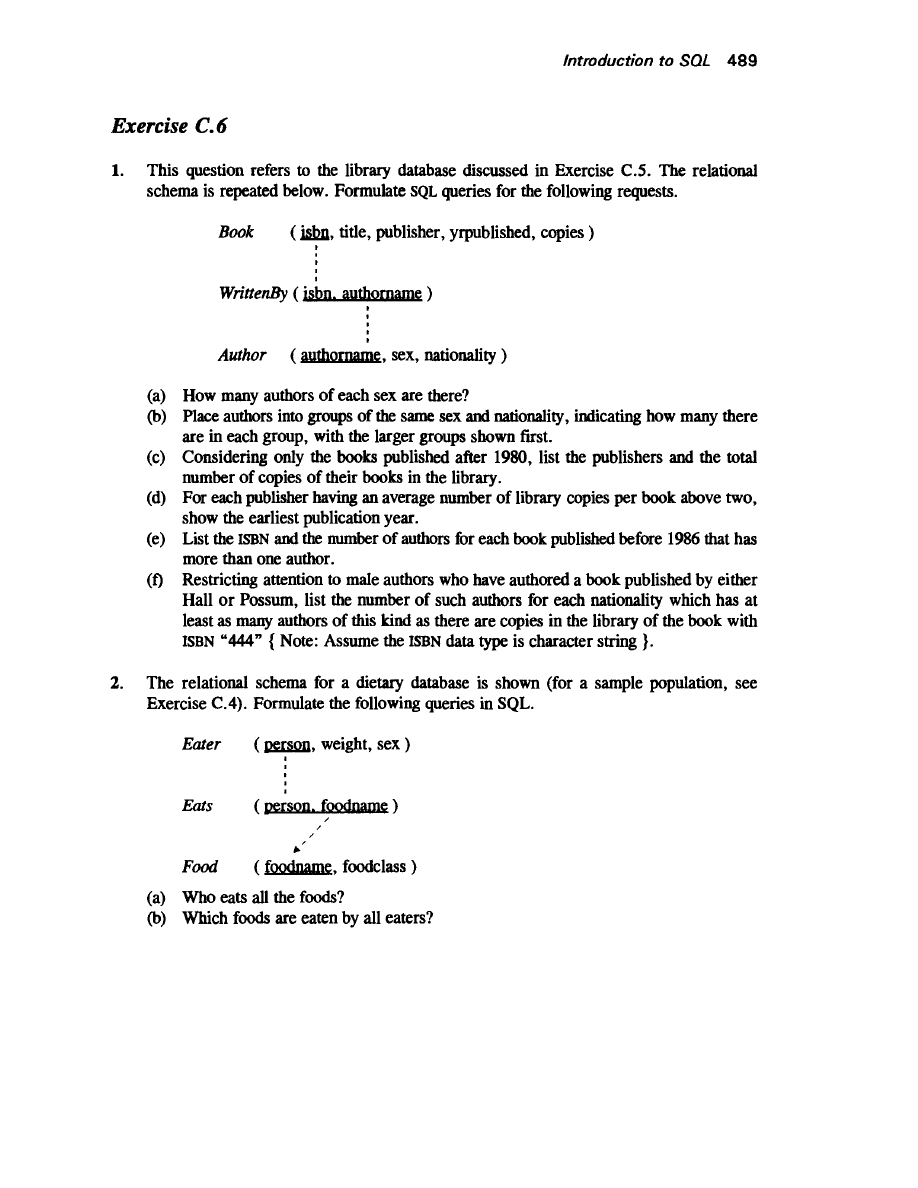 Introduction to SQL 489
Exercise C.6
1. This question refers to the library database discussed in Exercise C.5. The relational
schema is repeated below. Formulate SQL queries for the following requests.
Book ( isbn, title, publisher, yrpublished, copies )
WrittenBy ( isbn, authorname )
Author ( authorname, sex, nationality )
(a) How many authors of each sex are there?
(b) Place authors into groups of the same sex and nationality, indicating how many there
are in each group, with the larger groups shown first.
(c) Considering only the books published after 1980, list the publishers and the total
number of copies of their books in the library.
(d) For each publisher having an average number of library copies per book above two,
show the earliest publication year.
(e) List the ISBN and the number of authors for each book published before 1986 that has
more than one author.
(f) Restricting attention to male authors who have authored a book published by either
Hall or Possum, list the number of such authors for each nationality which has at
least as many authors of this kind as there are copies in the library of the book with
ISBN “444” { Note: Assume the ISBN data type is character string }.
2. The relational schema for a dietary database is shown (for a sample population, see
Exercise C.4). Formulate the following queries in SQL.
Eater ( person, weight, sex )
Eats ( person, foodname )
Food ( foodname, foodclass )
(a) Who eats all the foods?
(b) Which foods are eaten by all eaters?